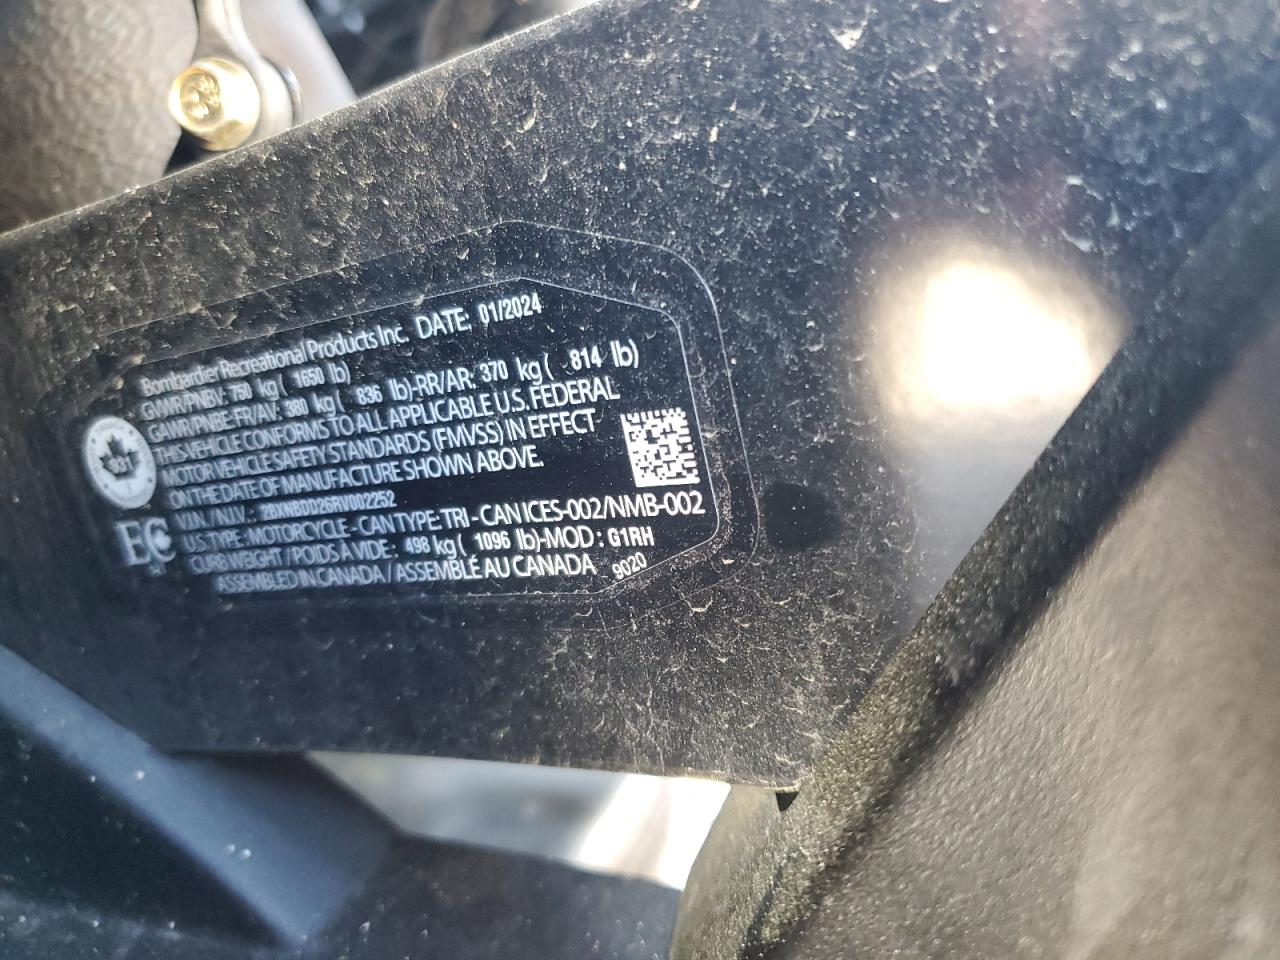 Bombardier Recreational Products Inc. DATE: 01/2024
GVWR/PNBV: 750 kg ( 1650 lb)
GAWR/PNBE-FR/AV: 380 kg ( 836 lb)-RR/AR: 370 kg ( 814 lb)
THIS VEHICLE CONFORMS TO ALL APPLICABLE U.S. FEDERAL
MOTOR VEHICLE SAFETY STANDARDS (FMVSS) IN EFFECT
ON THE DATE OF MANUFACTURE SHOWN ABOVE.
V.I.N. / N.I.V. :
U.S. TYPE: MOTORCYCLE - CAN TYPE: TRI - CAN ICES-002/NMB-002
CURB WEIGHT / POIDS À VIDE : 498 kg ( 1096 lb)-MOD : G1RH
ASSEMBLED IN CANADA / ASSEMBLÉ AU CANADA 9020